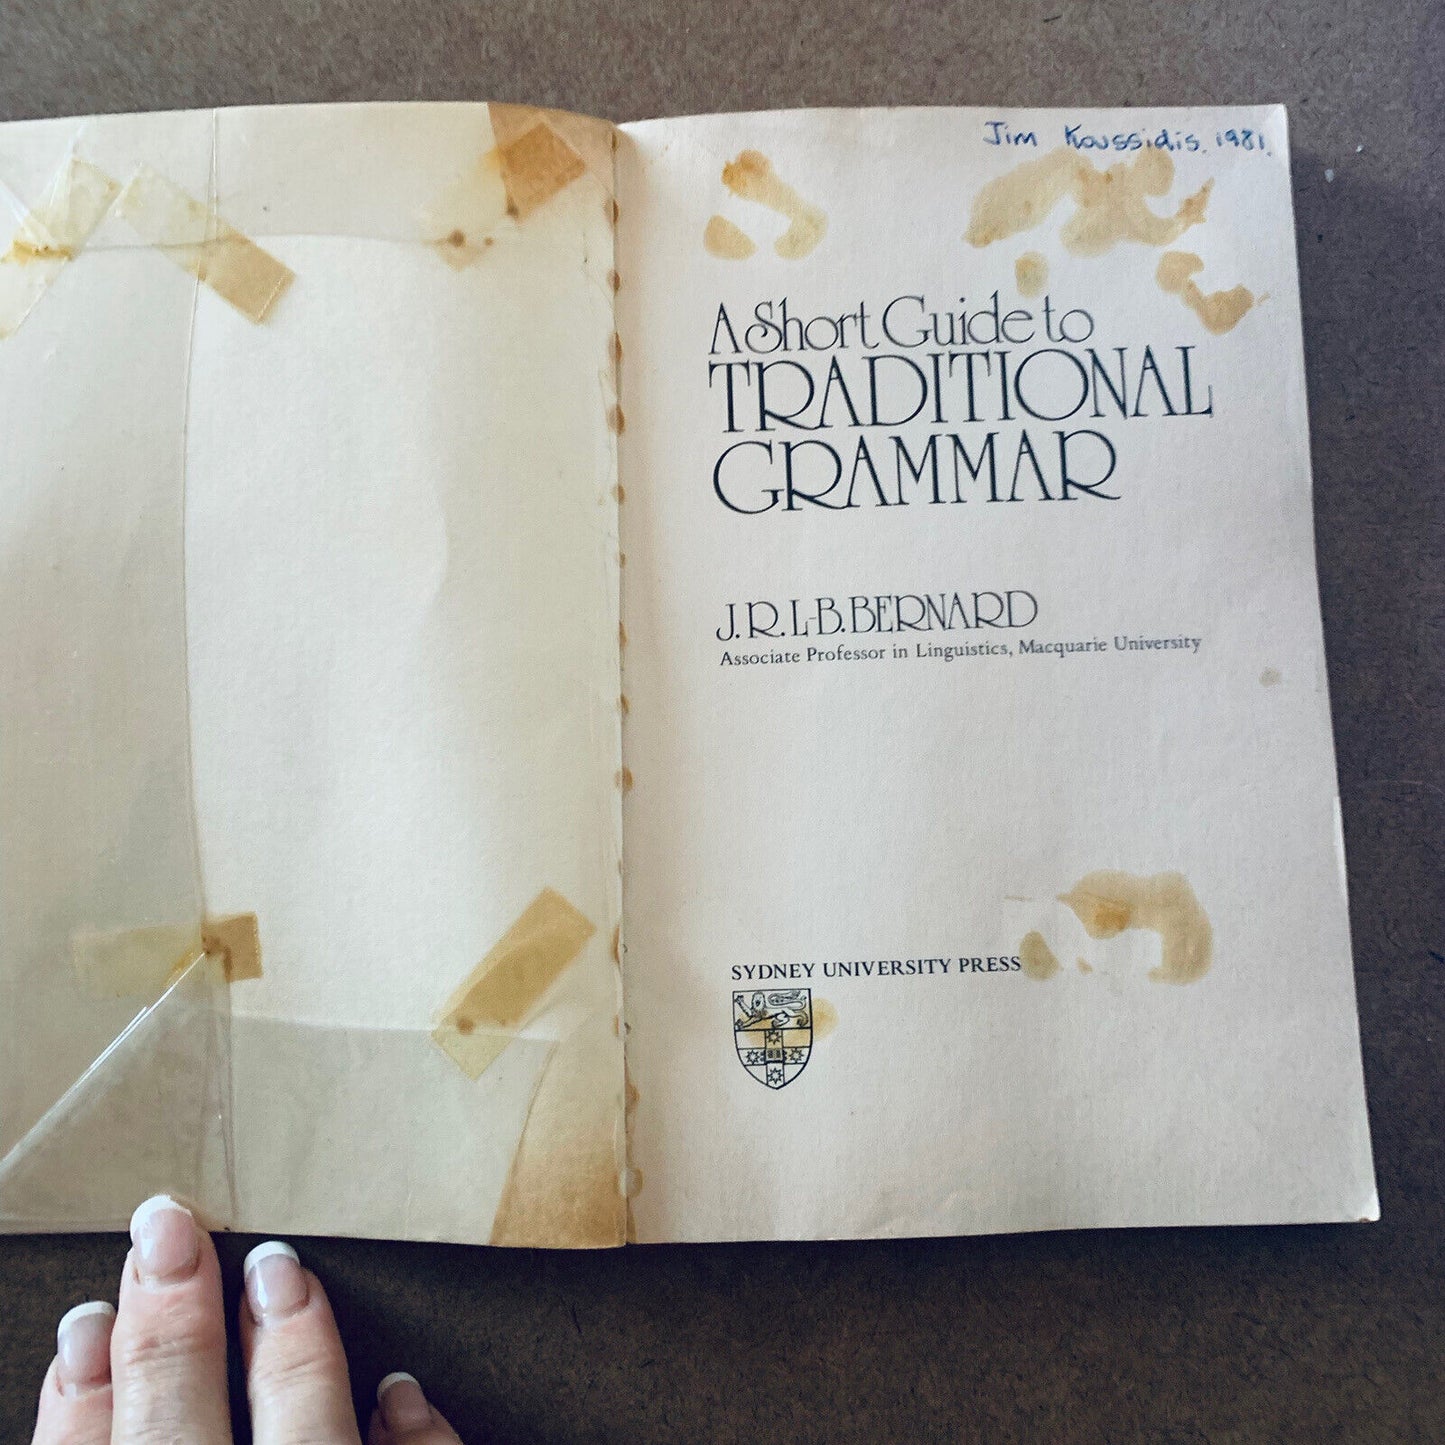 Jim Koussidis. 1981.
A Short Guide to
TRADITIONAL
GRAMMAR
J. R. L-B. BERNARD
Associate Professor in Linguistics, Macquarie University
SYDNEY UNIVERSITY PRESS